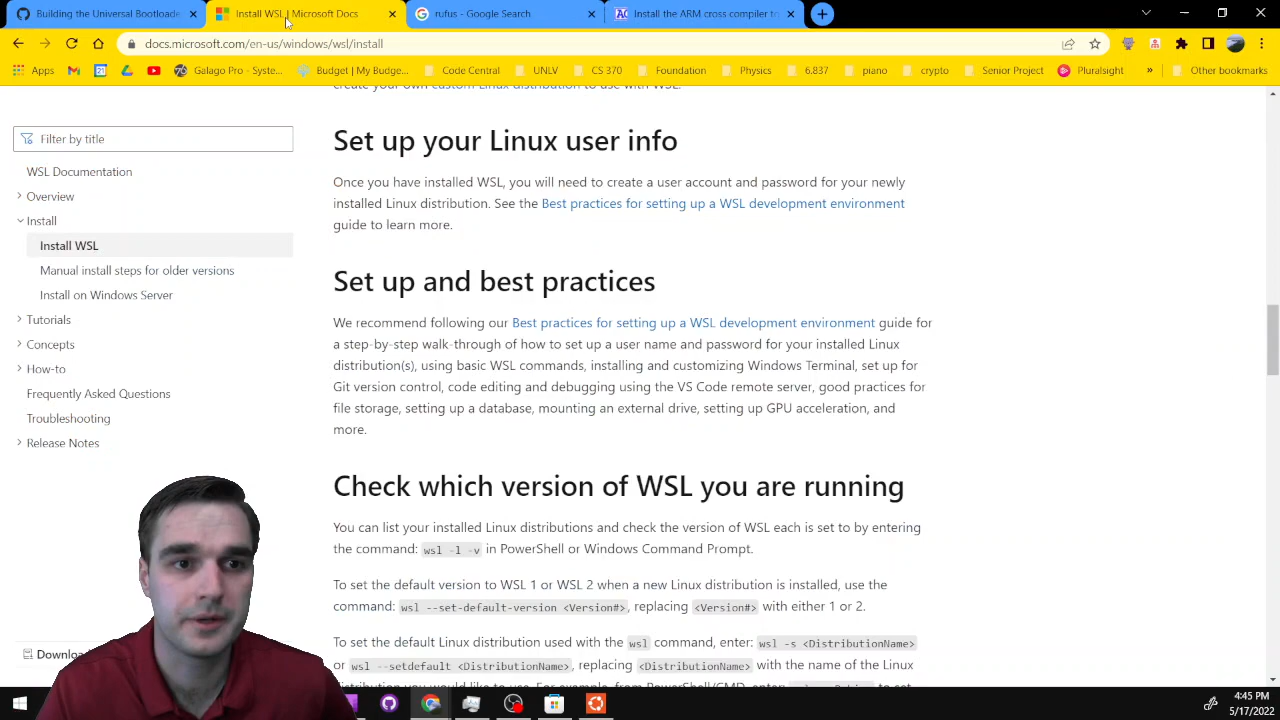 Building the Universal Bootloade
Install WSL | Microsoft Docs
rufus - Google Search
Install the ARM cross compiler to
docs.microsoft.com/en-us/windows/wsl/install
Apps
Galago Pro - Syste...
Budget | My Budge...
Code Central
UNLV
CS 370
Foundation
Physics
6.837
piano
crypto
Senior Project
Pluralsight
»
Other bookmarks
create your own custom Linux distribution to use with WSL.
Filter by title
WSL Documentation
Overview
Install
Install WSL
Manual install steps for older versions
Install on Windows Server
Tutorials
Concepts
How-to
Frequently Asked Questions
Troubleshooting
Release Notes
Set up your Linux user info
Once you have installed WSL, you will need to create a user account and password for your newly
installed Linux distribution. See the Best practices for setting up a WSL development environment
guide to learn more.
Set up and best practices
We recommend following our Best practices for setting up a WSL development environment guide for
a step-by-step walk-through of how to set up a user name and password for your installed Linux
distribution(s), using basic WSL commands, installing and customizing Windows Terminal, set up for
Git version control, code editing and debugging using the VS Code remote server, good practices for
file storage, setting up a database, mounting an external drive, setting up GPU acceleration, and
more.
Check which version of WSL you are running
You can list your installed Linux distributions and check the version of WSL each is set to by entering
the command: wsl -l -v in PowerShell or Windows Command Prompt.
To set the default version to WSL 1 or WSL 2 when a new Linux distribution is installed, use the
command: wsl --set-default-version <Version#>, replacing <Version#> with either 1 or 2.
To set the default Linux distribution used with the wsl command, enter: wsl -s <DistributionName>
or wsl --setdefault <DistributionName>, replacing <DistributionName> with the name of the Linux
Downloa
4:45 PM
5/17/2022